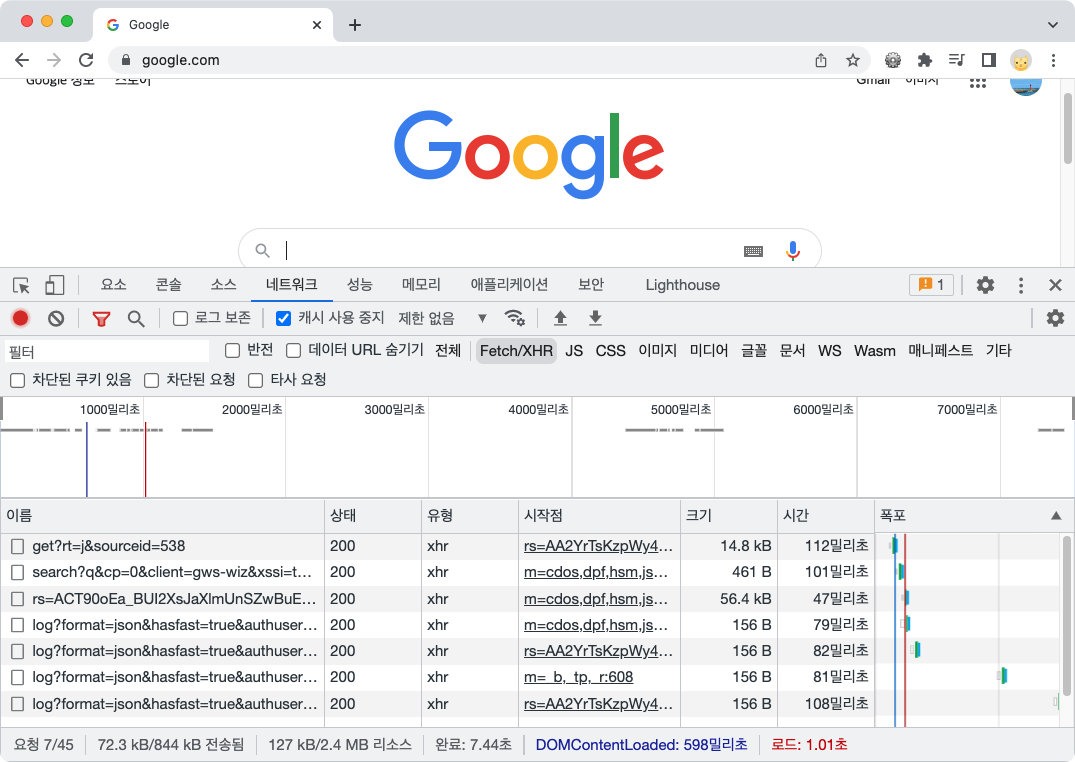 Google
google.com
Google 정보 스토어 Gmail 이미지
Google
요소 콘솔 소스 네트워크 성능 메모리 애플리케이션 보안 Lighthouse 1
로그 보존 캐시 사용 중지 제한 없음
필터 반전 데이터 URL 숨기기 전체 Fetch/XHR JS CSS 이미지 미디어 글꼴 문서 WS Wasm 매니페스트 기타
차단된 쿠키 있음 차단된 요청 타사 요청
1000밀리초 2000밀리초 3000밀리초 4000밀리초 5000밀리초 6000밀리초 7000밀리초
이름 상태 유형 시작점 크기 시간 폭포
get?rt=j&sourceid=538 200 xhr rs=AA2YrTsKzpWy4... 14.8 kB 112밀리초
search?q&cp=0&client=gws-wiz&xssi=t... 200 xhr m=cdos,dpf,hsm,js... 461 B 101밀리초
rs=ACT90oEa_BUI2XsJaXlmUnSZwBuE... 200 xhr m=cdos,dpf,hsm,js... 56.4 kB 47밀리초
log?format=json&hasfast=true&authuser... 200 xhr m=cdos,dpf,hsm,js... 156 B 79밀리초
log?format=json&hasfast=true&authuser... 200 xhr rs=AA2YrTsKzpWy4... 156 B 82밀리초
log?format=json&hasfast=true&authuser... 200 xhr m=_b,_tp,_r:608 156 B 81밀리초
log?format=json&hasfast=true&authuser... 200 xhr rs=AA2YrTsKzpWy4... 156 B 108밀리초
요청 7/45 72.3 kB/844 kB 전송됨 127 kB/2.4 MB 리소스 완료: 7.44초 DOMContentLoaded: 598밀리초 로드: 1.01초